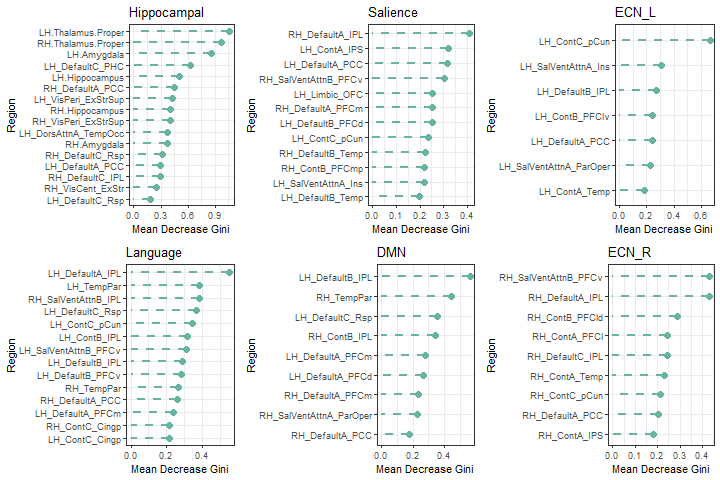 Hippocampal
Region
LH.Thalamus.Proper
RH.Thalamus.Proper
LH.Amygdala
LH_DefaultC_PHC
LH.Hippocampus
RH_DefaultA_PCC
LH_VisPeri_ExStrSup
RH.Hippocampus
RH_VisPeri_ExStrSup
LH_DorsAttnA_TempOcc
RH.Amygdala
RH_DefaultC_Rsp
LH_DefaultA_PCC
RH_DefaultC_IPL
RH_VisCent_ExStr
LH_DefaultC_Rsp
0.0 0.3 0.6 0.9
Mean Decrease Gini
Salience
Region
RH_DefaultA_IPL
LH_ContA_IPS
LH_DefaultA_PCC
RH_SalVentAttnB_PFCv
LH_Limbic_OFC
RH_DefaultA_PFCm
LH_DefaultB_PFCd
LH_ContC_pCun
RH_DefaultB_Temp
RH_ContB_PFCmp
LH_SalVentAttnA_Ins
LH_DefaultB_Temp
0.0 0.1 0.2 0.3 0.4
Mean Decrease Gini
ECN_L
Region
LH_ContC_pCun
LH_SalVentAttnA_Ins
LH_DefaultB_IPL
LH_ContB_PFClv
LH_DefaultA_PCC
LH_SalVentAttnA_ParOper
LH_ContA_Temp
0.0 0.2 0.4 0.6
Mean Decrease Gini
Language
Region
LH_DefaultA_IPL
LH_TempPar
RH_SalVentAttnB_IPL
LH_DefaultC_Rsp
LH_ContC_pCun
LH_ContB_IPL
LH_SalVentAttnB_PFCv
LH_DefaultB_IPL
LH_DefaultB_PFCv
RH_TempPar
RH_DefaultA_PCC
LH_DefaultA_PFCm
RH_ContC_Cingp
LH_ContC_Cingp
0.0 0.2 0.4
Mean Decrease Gini
DMN
Region
LH_DefaultB_IPL
RH_TempPar
LH_DefaultC_Rsp
RH_ContB_IPL
LH_DefaultA_PFCm
LH_DefaultA_PFCd
RH_DefaultA_PFCm
RH_SalVentAttnA_ParOper
RH_DefaultA_PCC
0.0 0.2 0.4
Mean Decrease Gini
ECN_R
Region
RH_SalVentAttnB_PFCv
RH_DefaultA_IPL
RH_ContB_PFCld
RH_ContA_PFCl
RH_DefaultC_IPL
RH_ContA_Temp
RH_ContC_pCun
RH_DefaultA_PCC
RH_ContA_IPS
0.0 0.1 0.2 0.3 0.4
Mean Decrease Gini